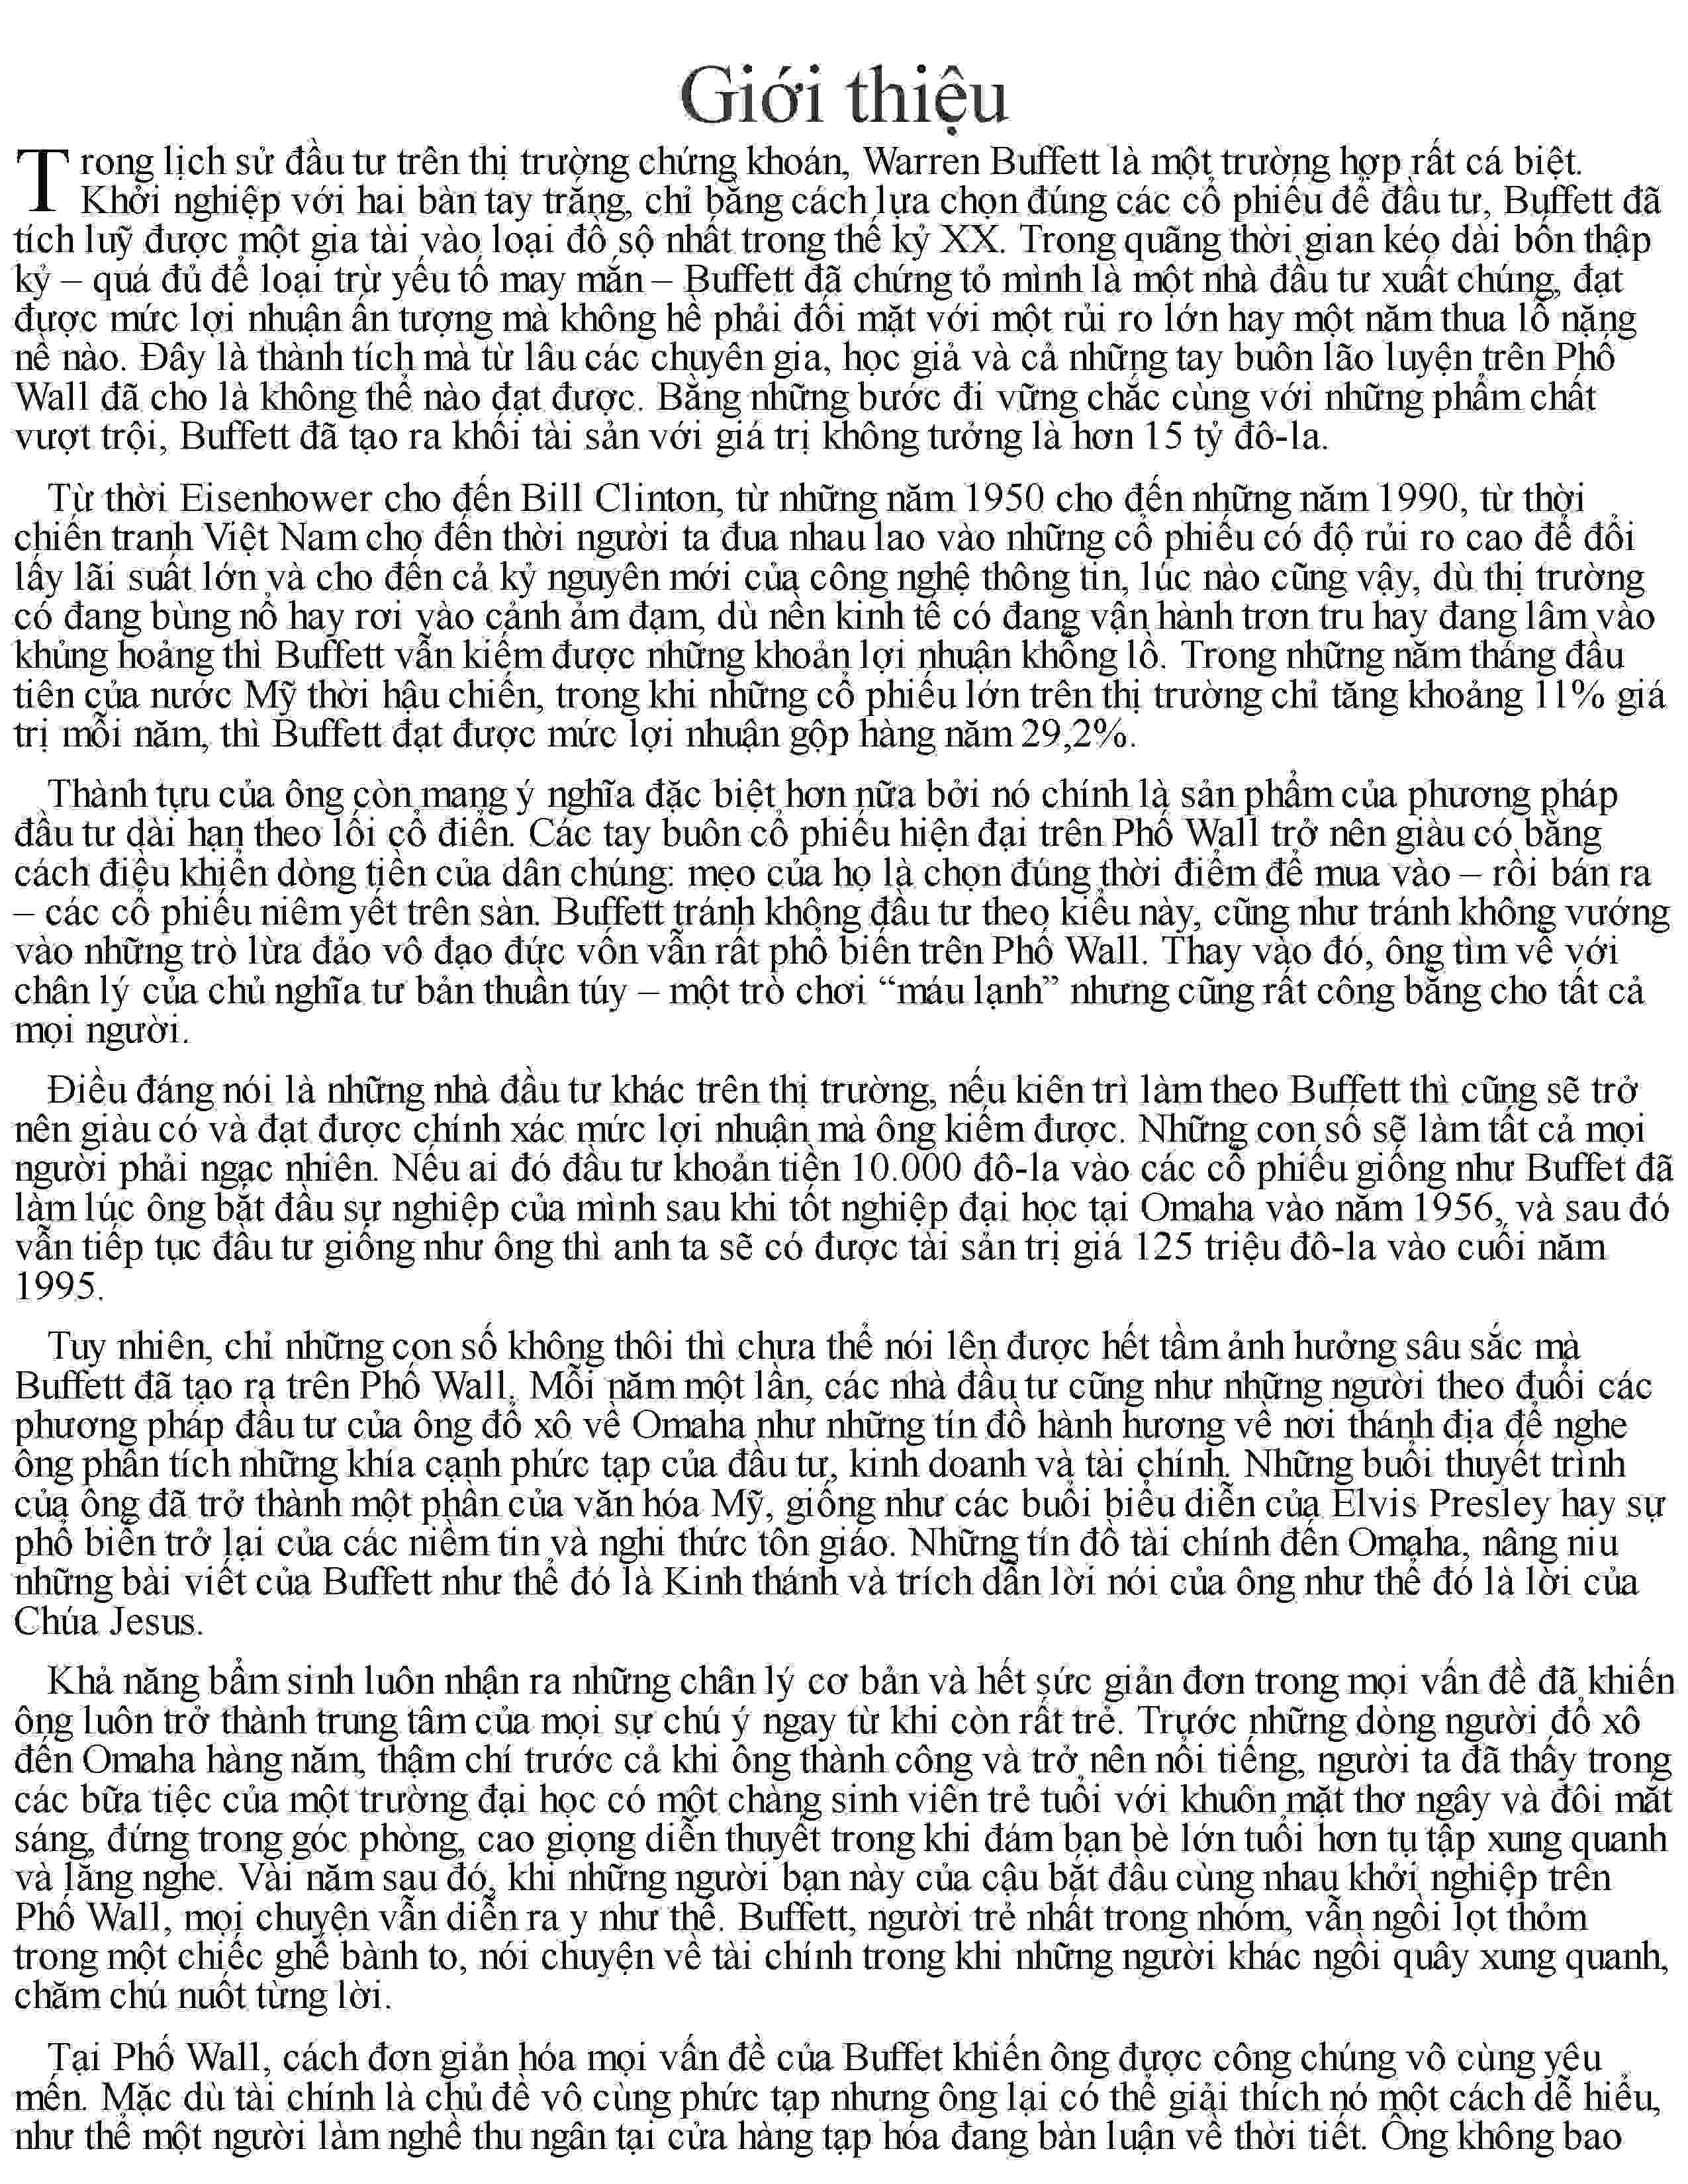 Giới thiệu
Trong lịch sử đầu tư trên thị trường chứng khoán, Warren Buffett là một trường hợp rất cá biệt.
Khởi nghiệp với hai bàn tay trắng, chỉ bằng cách lựa chọn đúng các cổ phiếu để đầu tư, Buffett đã
tích luỹ được một gia tài vào loại đồ sộ nhất trong thế kỷ XX. Trong quãng thời gian kéo dài bốn thập
kỷ – quá đủ để loại trừ yếu tố may mắn – Buffett đã chứng tỏ mình là một nhà đầu tư xuất chúng, đạt
được mức lợi nhuận ấn tượng mà không hề phải đối mặt với một rủi ro lớn hay một năm thua lỗ nặng
nề nào. Đây là thành tích mà từ lâu các chuyên gia, học giả và cả những tay buôn lão luyện trên Phố
Wall đã cho là không thể nào đạt được. Bằng những bước đi vững chắc cùng với những phẩm chất
vượt trội, Buffett đã tạo ra khối tài sản với giá trị không tưởng là hơn 15 tỷ đô-la.
Từ thời Eisenhower cho đến Bill Clinton, từ những năm 1950 cho đến những năm 1990, từ thời
chiến tranh Việt Nam cho đến thời người ta đua nhau lao vào những cổ phiếu có độ rủi ro cao để đổi
lấy lãi suất lớn và cho đến cả kỷ nguyên mới của công nghệ thông tin, lúc nào cũng vậy, dù thị trường
có đang bùng nổ hay rơi vào cảnh ảm đạm, dù nền kinh tế có đang vận hành trơn tru hay đang lâm vào
khủng hoảng thì Buffett vẫn kiếm được những khoản lợi nhuận khổng lồ. Trong những năm tháng đầu
tiên của nước Mỹ thời hậu chiến, trong khi những cổ phiếu lớn trên thị trường chỉ tăng khoảng 11% giá
trị mỗi năm, thì Buffett đạt được mức lợi nhuận gộp hàng năm 29,2%.
Thành tựu của ông còn mang ý nghĩa đặc biệt hơn nữa bởi nó chính là sản phẩm của phương pháp
đầu tư dài hạn theo lối cổ điển. Các tay buôn cổ phiếu hiện đại trên Phố Wall trở nên giàu có bằng
cách điều khiển dòng tiền của dân chúng: mẹo của họ là chọn đúng thời điểm để mua vào – rồi bán ra
– các cổ phiếu niêm yết trên sàn. Buffett tránh không đầu tư theo kiểu này, cũng như tránh không vướng
vào những trò lừa đảo vô đạo đức vốn vẫn rất phổ biến trên Phố Wall. Thay vào đó, ông tìm về với
chân lý của chủ nghĩa tư bản thuần túy – một trò chơi “máu lạnh” nhưng cũng rất công bằng cho tất cả
mọi người.
Điều đáng nói là những nhà đầu tư khác trên thị trường, nếu kiên trì làm theo Buffett thì cũng sẽ trở
nên giàu có và đạt được chính xác mức lợi nhuận mà ông kiếm được. Những con số sẽ làm tất cả mọi
người phải ngạc nhiên. Nếu ai đó đầu tư khoản tiền 10.000 đô-la vào các cổ phiếu giống như Buffet đã
làm lúc ông bắt đầu sự nghiệp của mình sau khi tốt nghiệp đại học tại Omaha vào năm 1956, và sau đó
vẫn tiếp tục đầu tư giống như ông thì anh ta sẽ có được tài sản trị giá 125 triệu đô-la vào cuối năm
1995.
Tuy nhiên, chỉ những con số không thôi thì chưa thể nói lên được hết tầm ảnh hưởng sâu sắc mà
Buffett đã tạo ra trên Phố Wall. Mỗi năm một lần, các nhà đầu tư cũng như những người theo đuổi các
phương pháp đầu tư của ông đổ xô về Omaha như những tín đồ hành hương về nơi thánh địa để nghe
ông phân tích những khía cạnh phức tạp của đầu tư, kinh doanh và tài chính. Những buổi thuyết trình
của ông đã trở thành một phần của văn hóa Mỹ, giống như các buổi biểu diễn của Elvis Presley hay sự
phổ biến trở lại của các niềm tin và nghi thức tôn giáo. Những tín đồ tài chính đến Omaha, nâng niu
những bài viết của Buffett như thể đó là Kinh thánh và trích dẫn lời nói của ông như thể đó là lời của
Chúa Jesus.
Khả năng bẩm sinh luôn nhận ra những chân lý cơ bản và hết sức giản đơn trong mọi vấn đề đã khiến
ông luôn trở thành trung tâm của mọi sự chú ý ngay từ khi còn rất trẻ. Trước những dòng người đổ xô
đến Omaha hàng năm, thậm chí trước cả khi ông thành công và trở nên nổi tiếng, người ta đã thấy trong
các bữa tiệc của một trường đại học có một chàng sinh viên trẻ tuổi với khuôn mặt thơ ngây và đôi mắt
sáng, đứng trong góc phòng, cao giọng diễn thuyết trong khi đám bạn bè lớn tuổi hơn tụ tập xung quanh
và lắng nghe. Vài năm sau đó, khi những người bạn này của cậu bắt đầu cùng nhau khởi nghiệp trên
Phố Wall, mọi chuyện vẫn diễn ra y như thế. Buffett, người trẻ nhất trong nhóm, vẫn ngồi lọt thỏm
trong một chiếc ghế bành to, nói chuyện về tài chính trong khi những người khác ngồi quây xung quanh,
chăm chú nuốt từng lời.
Tại Phố Wall, cách đơn giản hóa mọi vấn đề của Buffet khiến ông được công chúng vô cùng yêu
mến. Mặc dù tài chính là chủ đề vô cùng phức tạp nhưng ông lại có thể giải thích nó một cách dễ hiểu,
như thể một người làm nghề thu ngân tại cửa hàng tạp hóa đang bàn luận về thời tiết. Ông không bao